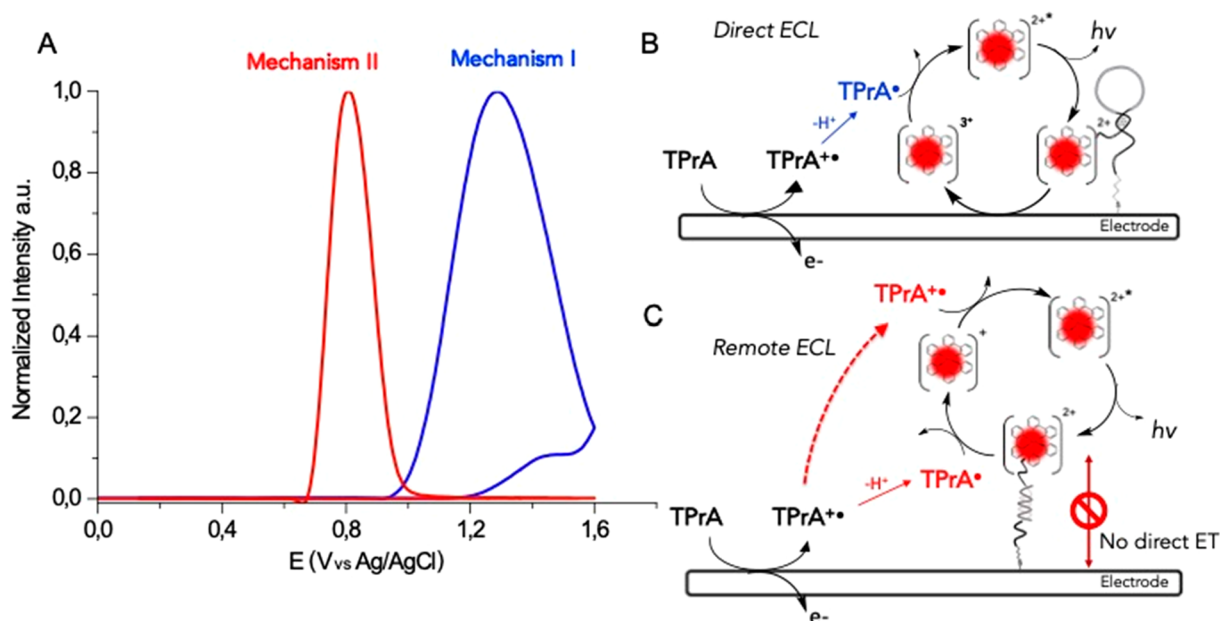 A
Mechanism II
Mechanism I
1,0
0,8
0,6
0,4
0,2
0,0
Normalized Intensity a.u.
0,0
0,4
0,8
1,2
1,6
E (V vs Ag/AgCl)
B
Direct ECL
2+*
hv
TPrA•
-H+
3+
2+
TPrA
TPrA+•
Electrode
e-
C
Remote ECL
TPrA+•
2+*
+
2+
hv
TPrA•
-H+
TPrA
TPrA+•
No direct ET
Electrode
e-